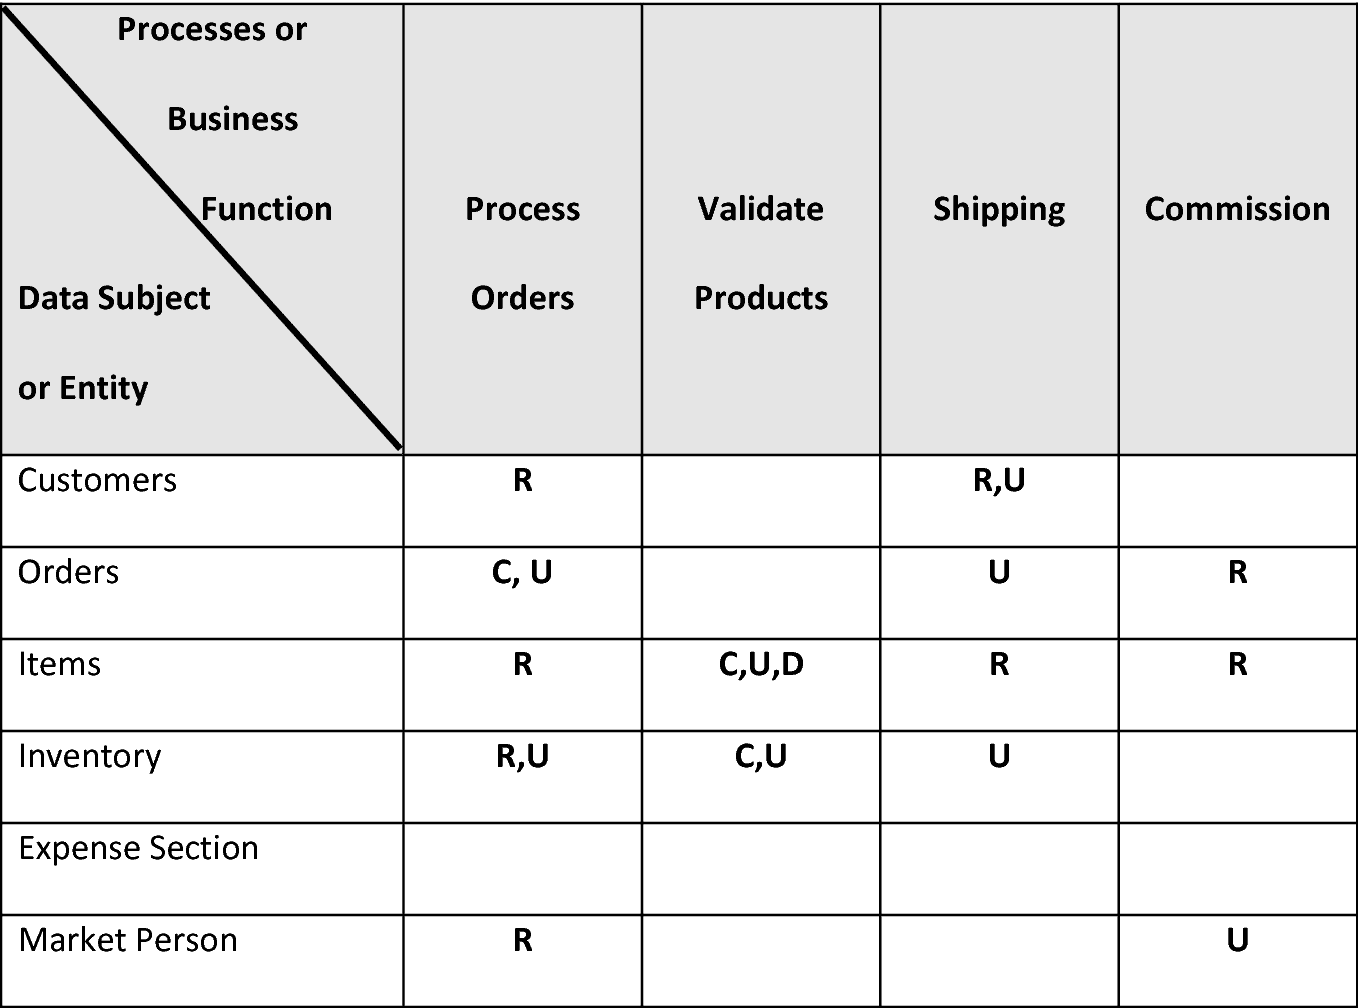 Processes or
Business
Function
Data Subject
or Entity
Process
Orders
Validate
Products
Shipping
Commission
Customers R R,U
Orders C, U U R
Items R C,U,D R R
Inventory R,U C,U U
Expense Section
Market Person R U